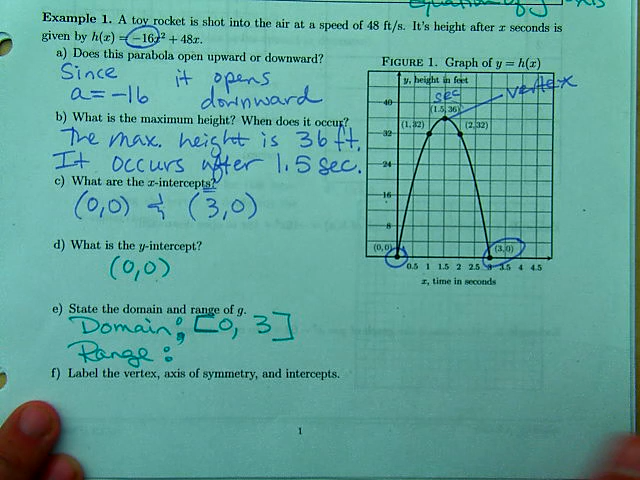 Example 1. A toy rocket is shot into the air at a speed of 48 ft/s. It's height after x seconds is
given by h(x) = −16x² + 48x.
a) Does this parabola open upward or downward?
Since it opens
a = −16 downward
b) What is the maximum height? When does it occur?
The max. height is 36 ft.
It occurs after 1.5 sec.
c) What are the x-intercepts?
(0,0) & (3,0)
d) What is the y-intercept?
(0,0)
e) State the domain and range of g.
Domain: [0, 3]
Range:
f) Label the vertex, axis of symmetry, and intercepts.
FIGURE 1. Graph of y = h(x)
y, height in feet
sec
vertex
(1.5, 36)
(1, 32)
(2, 32)
(0, 0)
(3, 0)
40
32
24
16
8
0.5 1 1.5 2 2.5 3 3.5 4 4.5
x, time in seconds
1